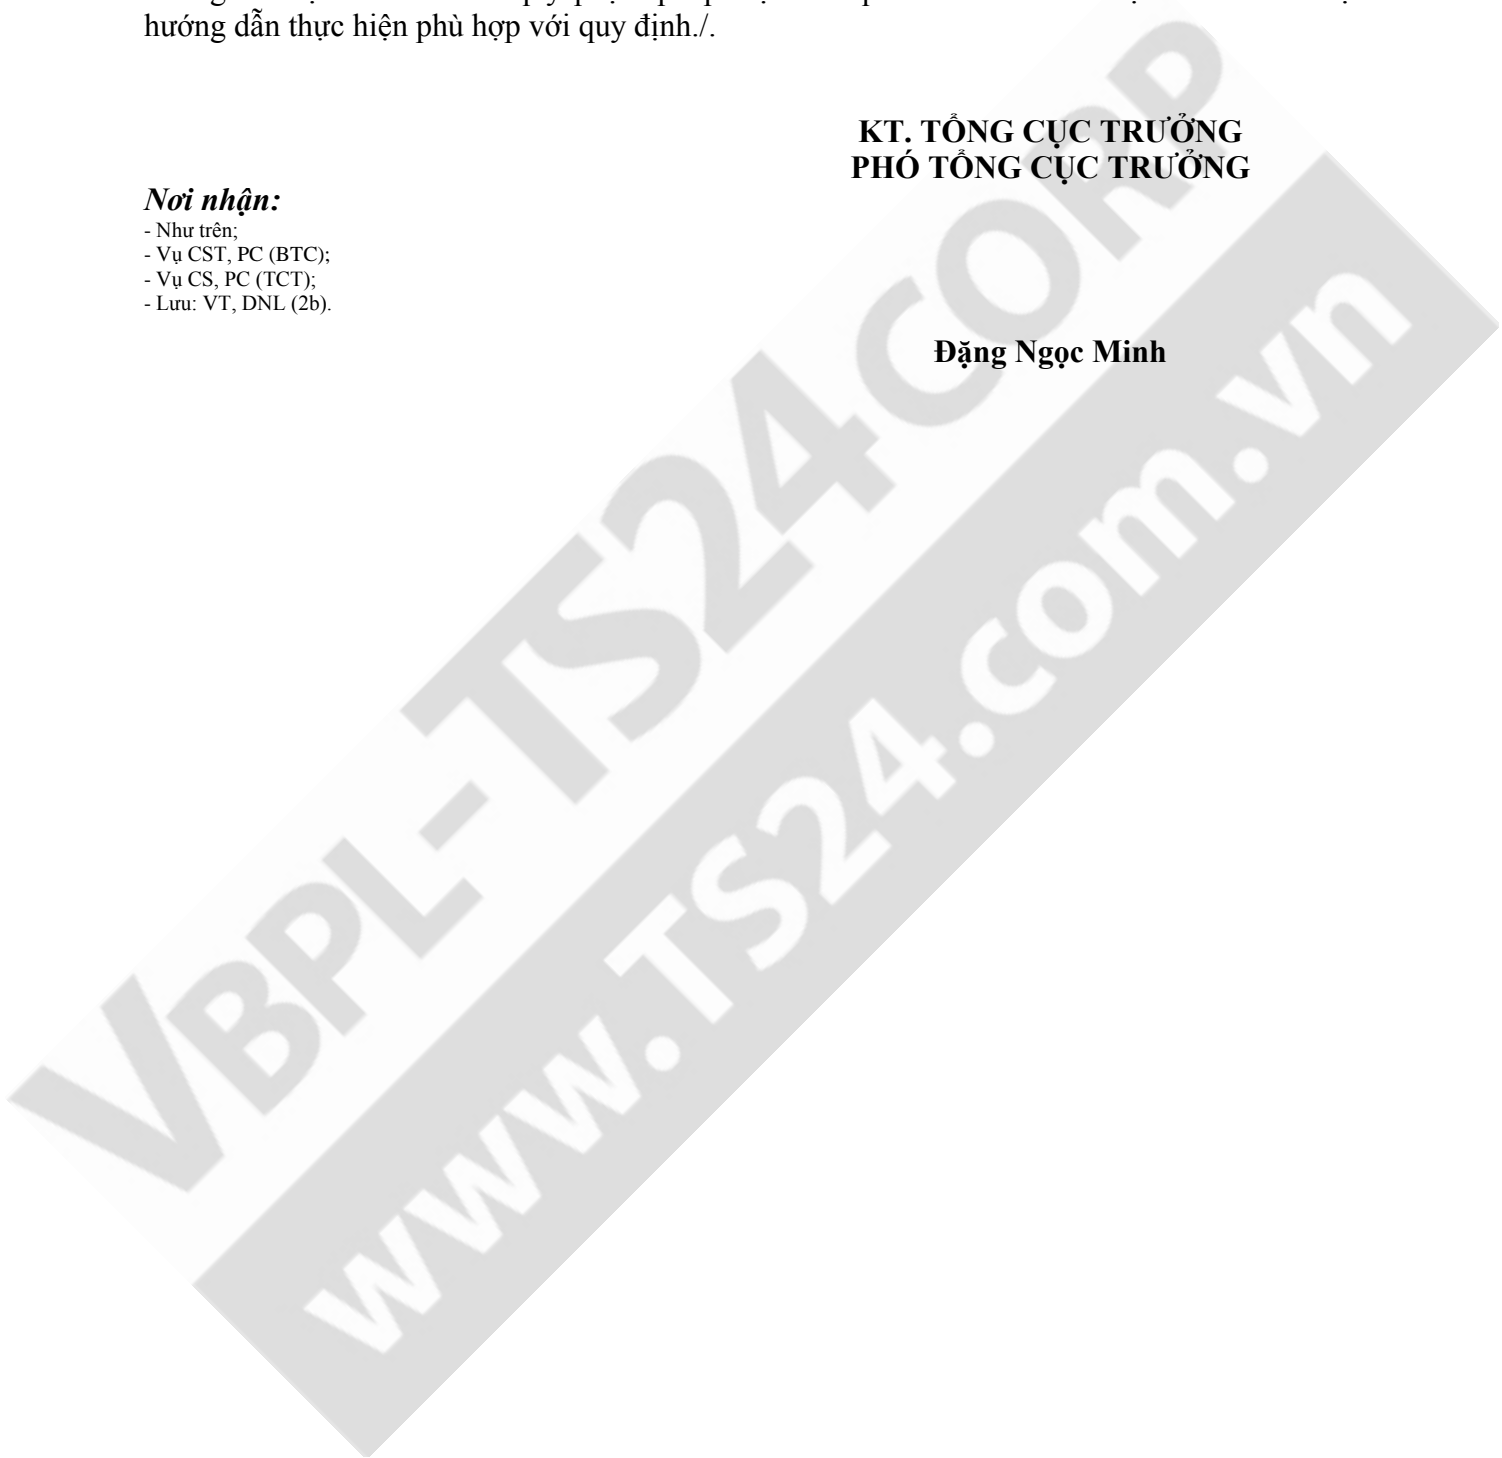 hướng dẫn thực hiện phù hợp với quy định./.
KT. TỔNG CỤC TRƯỞNG
PHÓ TỔNG CỤC TRƯỞNG
Nơi nhận:
- Như trên;
- Vụ CST, PC (BTC);
- Vụ CS, PC (TCT);
- Lưu: VT, DNL (2b).
Đặng Ngọc Minh
VBPL-TS24CORP
www.TS24.com.vn